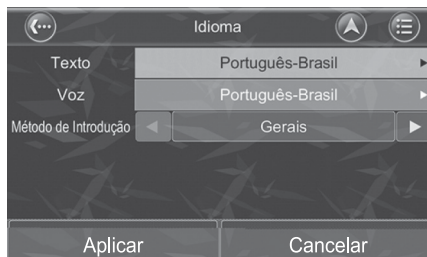 Idioma
Texto Português-Brasil
Voz Português-Brasil
Método de Introdução Gerais
Aplicar Cancelar